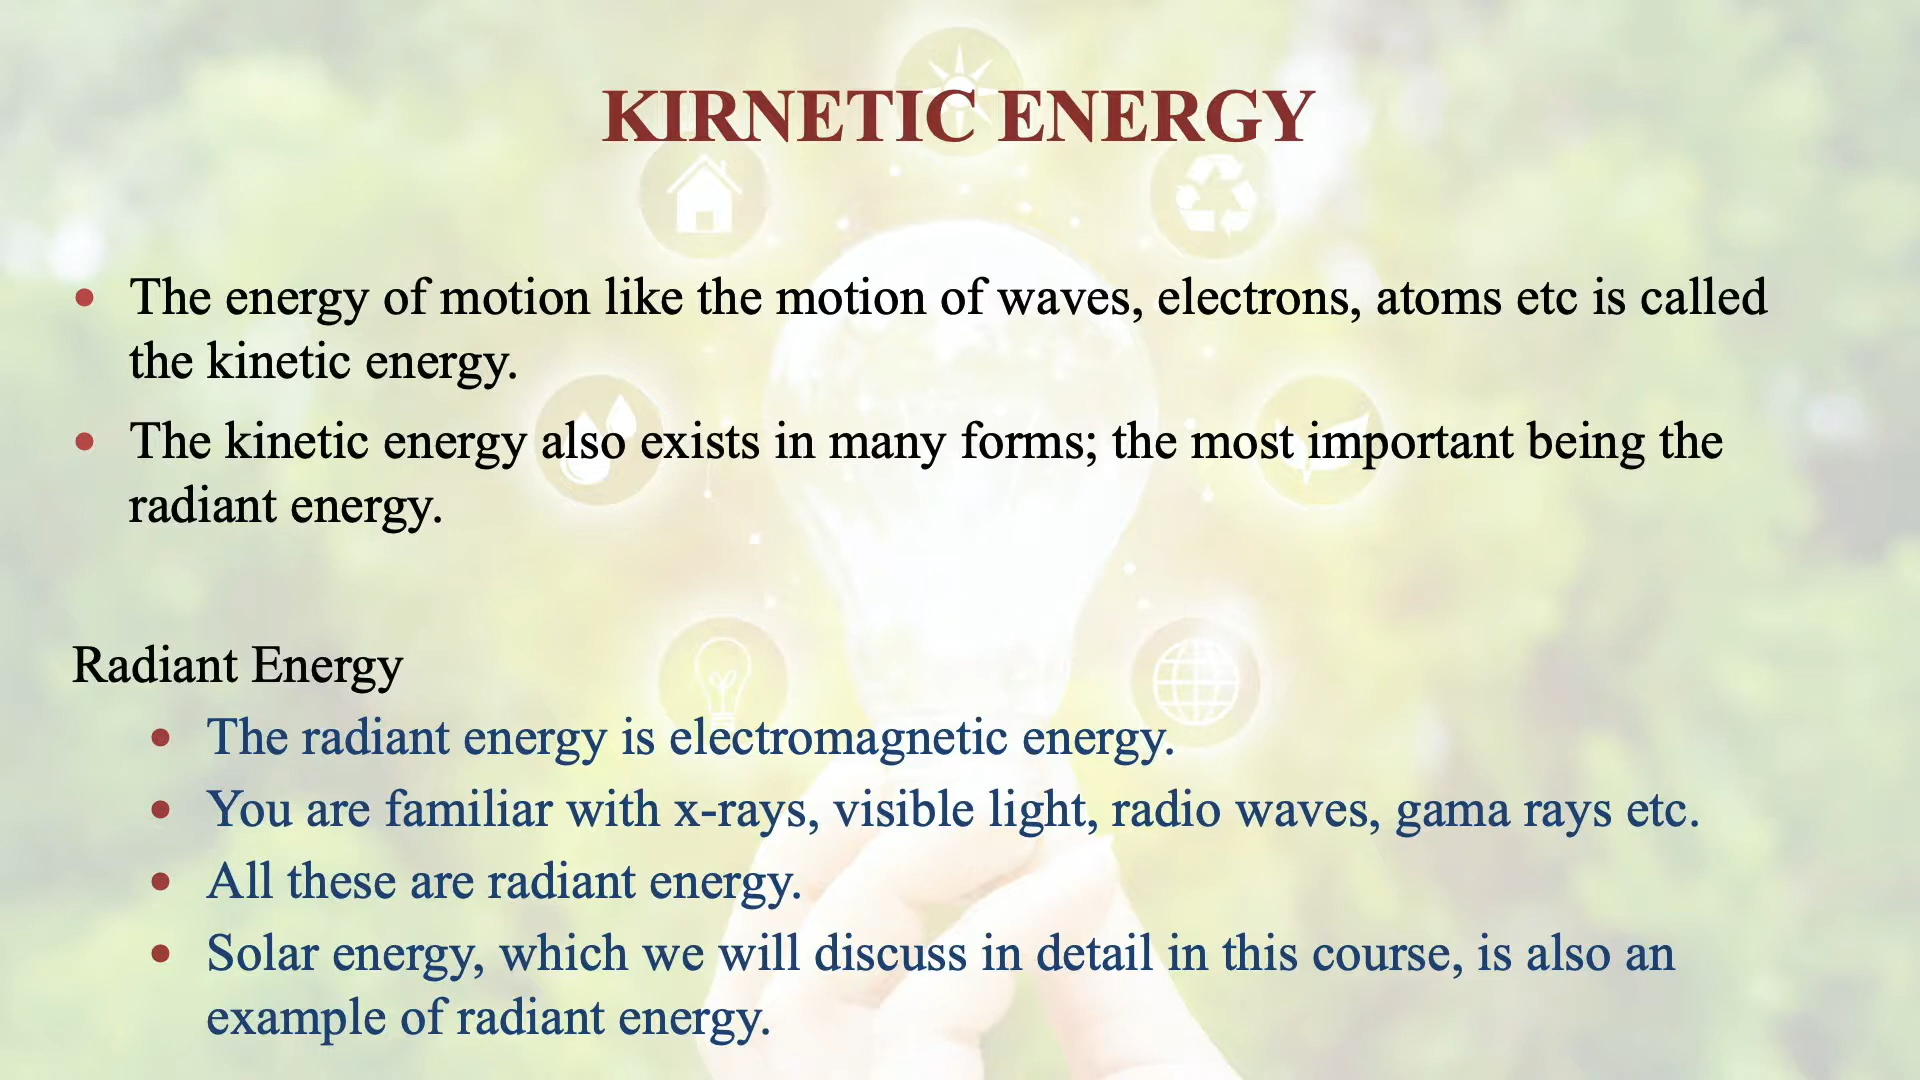 KIRNETIC ENERGY
• The energy of motion like the motion of waves, electrons, atoms etc is called
the kinetic energy.
• The kinetic energy also exists in many forms; the most important being the
radiant energy.
Radiant Energy
• The radiant energy is electromagnetic energy.
• You are familiar with x-rays, visible light, radio waves, gama rays etc.
• All these are radiant energy.
• Solar energy, which we will discuss in detail in this course, is also an
example of radiant energy.